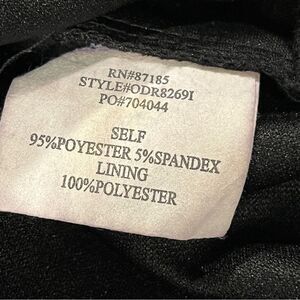 RN#87185
STYLE#ODR8269I
PO#704044
SELF
95%POYESTER 5%SPANDEX
LINING
100%POLYESTER